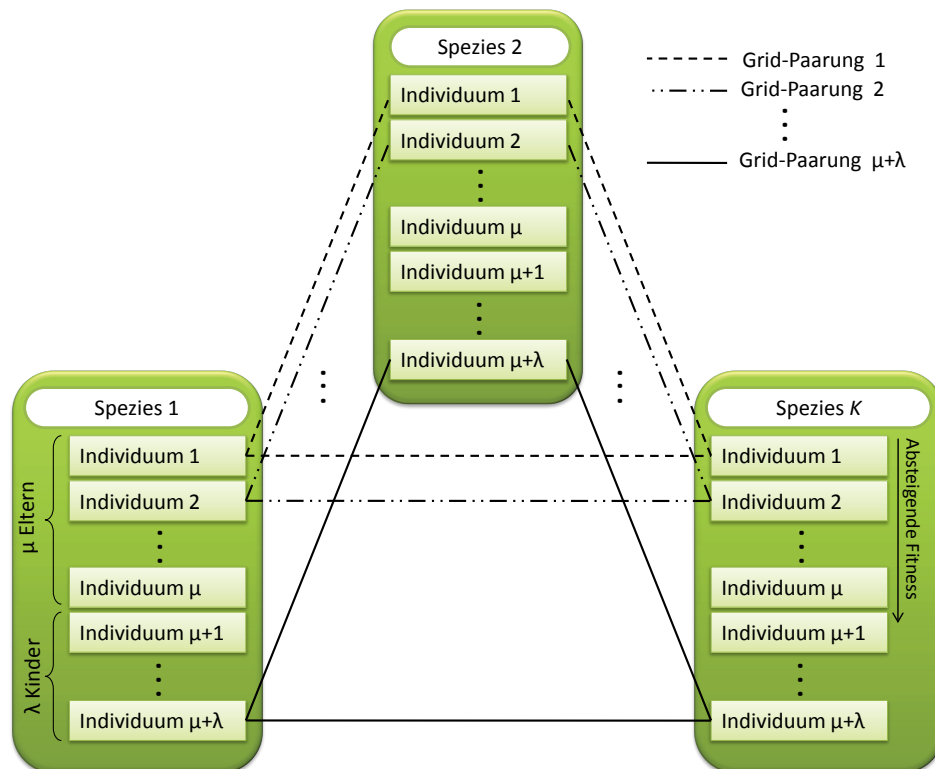 Spezies 2
Individuum 1
Individuum 2
Individuum μ
Individuum μ+1
Individuum μ+λ
Grid-Paarung 1
Grid-Paarung 2
Grid-Paarung μ+λ
Spezies 1
Individuum 1
Individuum 2
Individuum μ
Individuum μ+1
Individuum μ+λ
μ Eltern
λ Kinder
Spezies K
Individuum 1
Individuum 2
Individuum μ
Individuum μ+1
Individuum μ+λ
Absteigende Fitness